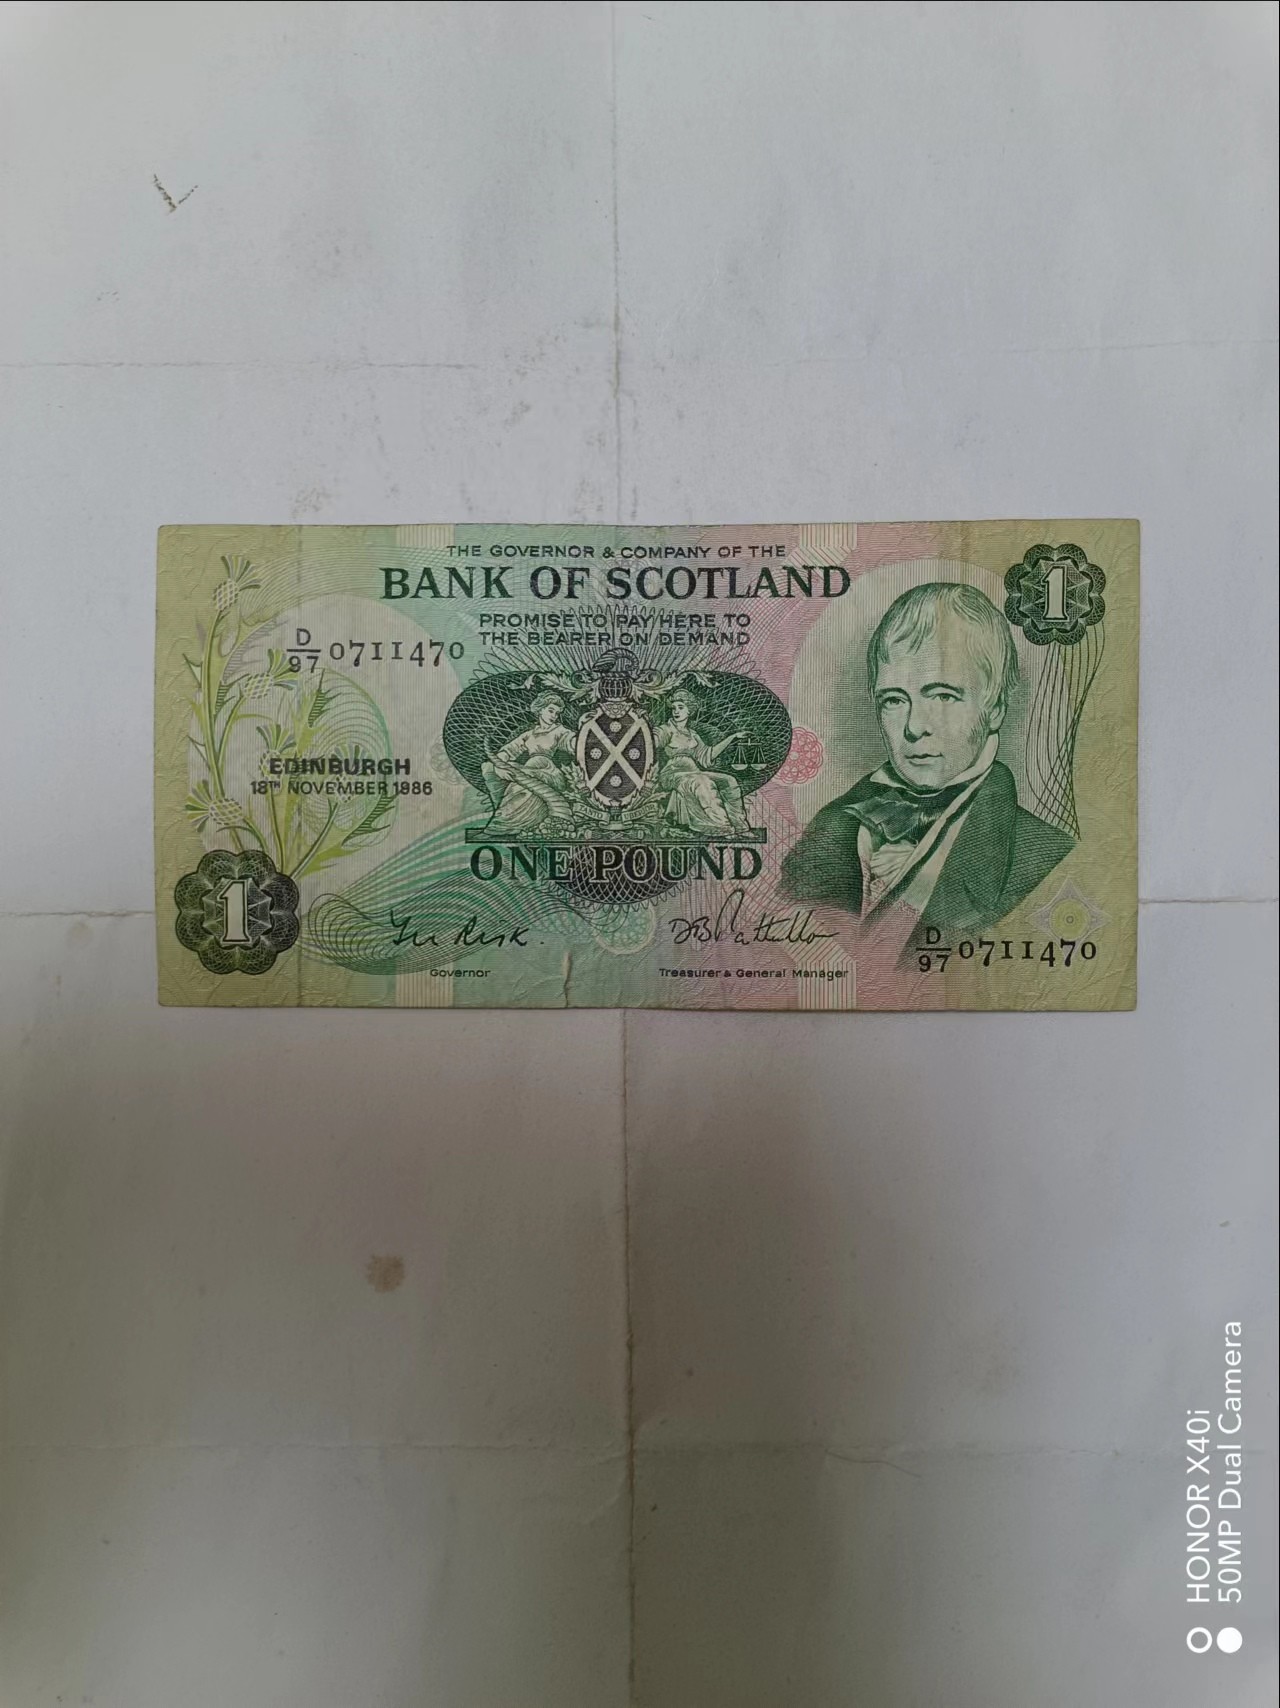 THE GOVERNOR & COMPANY OF THE
BANK OF SCOTLAND
PROMISE TO PAY HERE TO
THE BEARER ON DEMAND
1
D/97 0711470
EDINBURGH
18TH NOVEMBER 1986
ONE POUND
1
Governor
Treasurer & General Manager
D/97 0711470
HONOR X40i
50MP Dual Camera